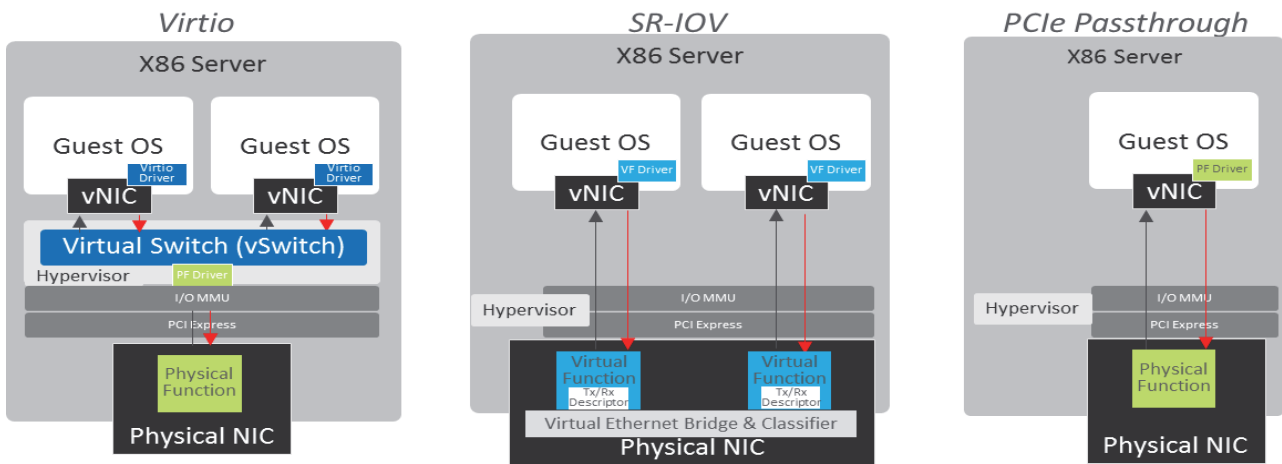 Virtio
X86 Server
Guest OS
Virtio
Driver
vNIC
Guest OS
Virtio
Driver
vNIC
Virtual Switch (vSwitch)
Hypervisor
PF Driver
I/O MMU
PCI Express
Physical
Function
Physical NIC
SR-IOV
X86 Server
Guest OS
VF Driver
vNIC
Guest OS
VF Driver
vNIC
Hypervisor
I/O MMU
PCI Express
Virtual
Function
Tx/Rx
Descriptor
Virtual
Function
Tx/Rx
Descriptor
Virtual Ethernet Bridge & Classifier
Physical NIC
PCIe Passthrough
X86 Server
Guest OS
PF Driver
vNIC
Hypervisor
I/O MMU
PCI Express
Physical
Function
Physical NIC